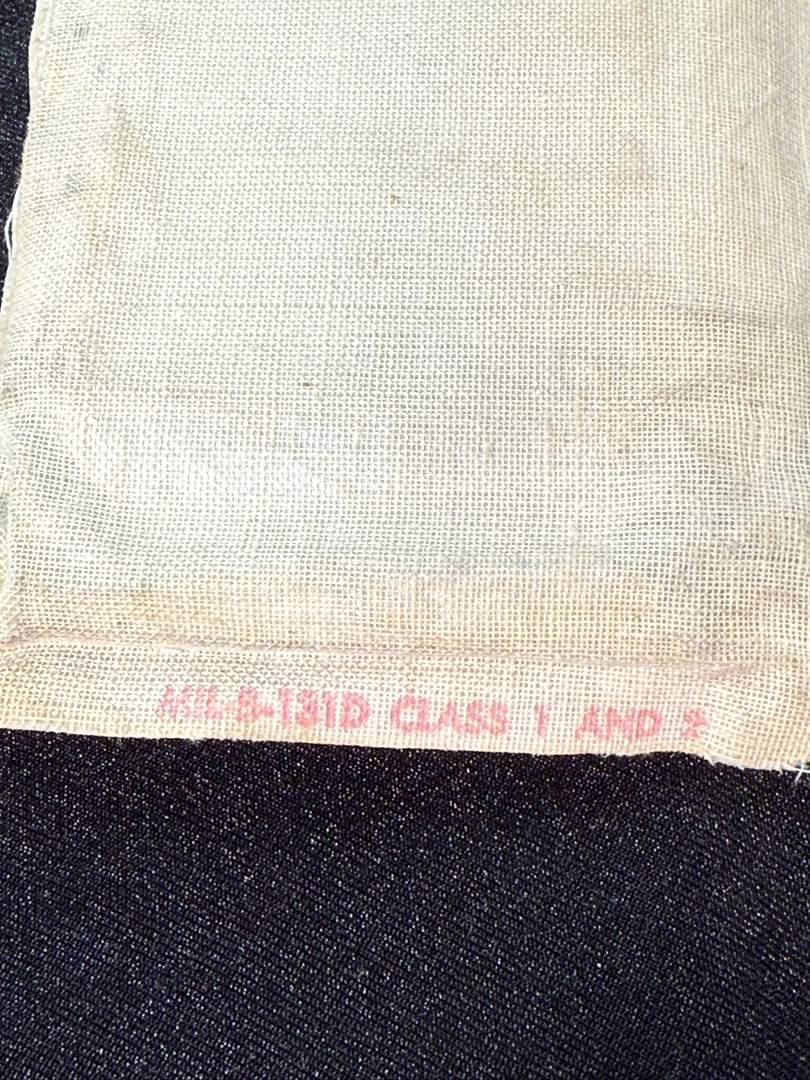 MIL-B-131D CLASS 1 AND 2